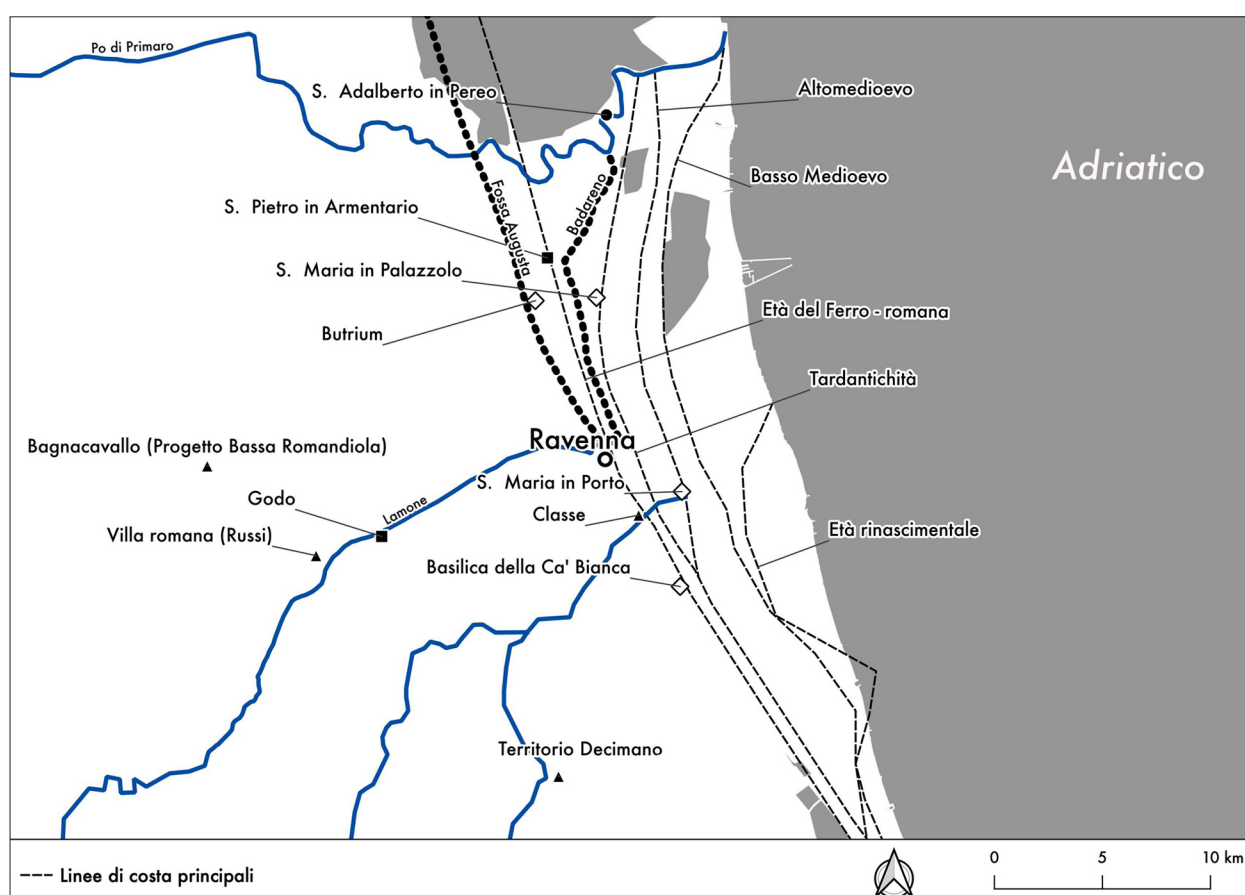 Po di Primaro
S. Adalberto in Pereo
Altomedioevo
Adriatico
Basso Medioevo
Fossa Augusta
Badareno
S. Pietro in Armentario
S. Maria in Palazzolo
Età del Ferro - romana
Butrium
Tardantichità
Ravenna
Bagnacavallo (Progetto Bassa Romandiola)
S. Maria in Porto
Godo
Lamone
Classe
Villa romana (Russi)
Età rinascimentale
Basilica della Ca' Bianca
Territorio Decimano
Linee di costa principali
0 5 10 km